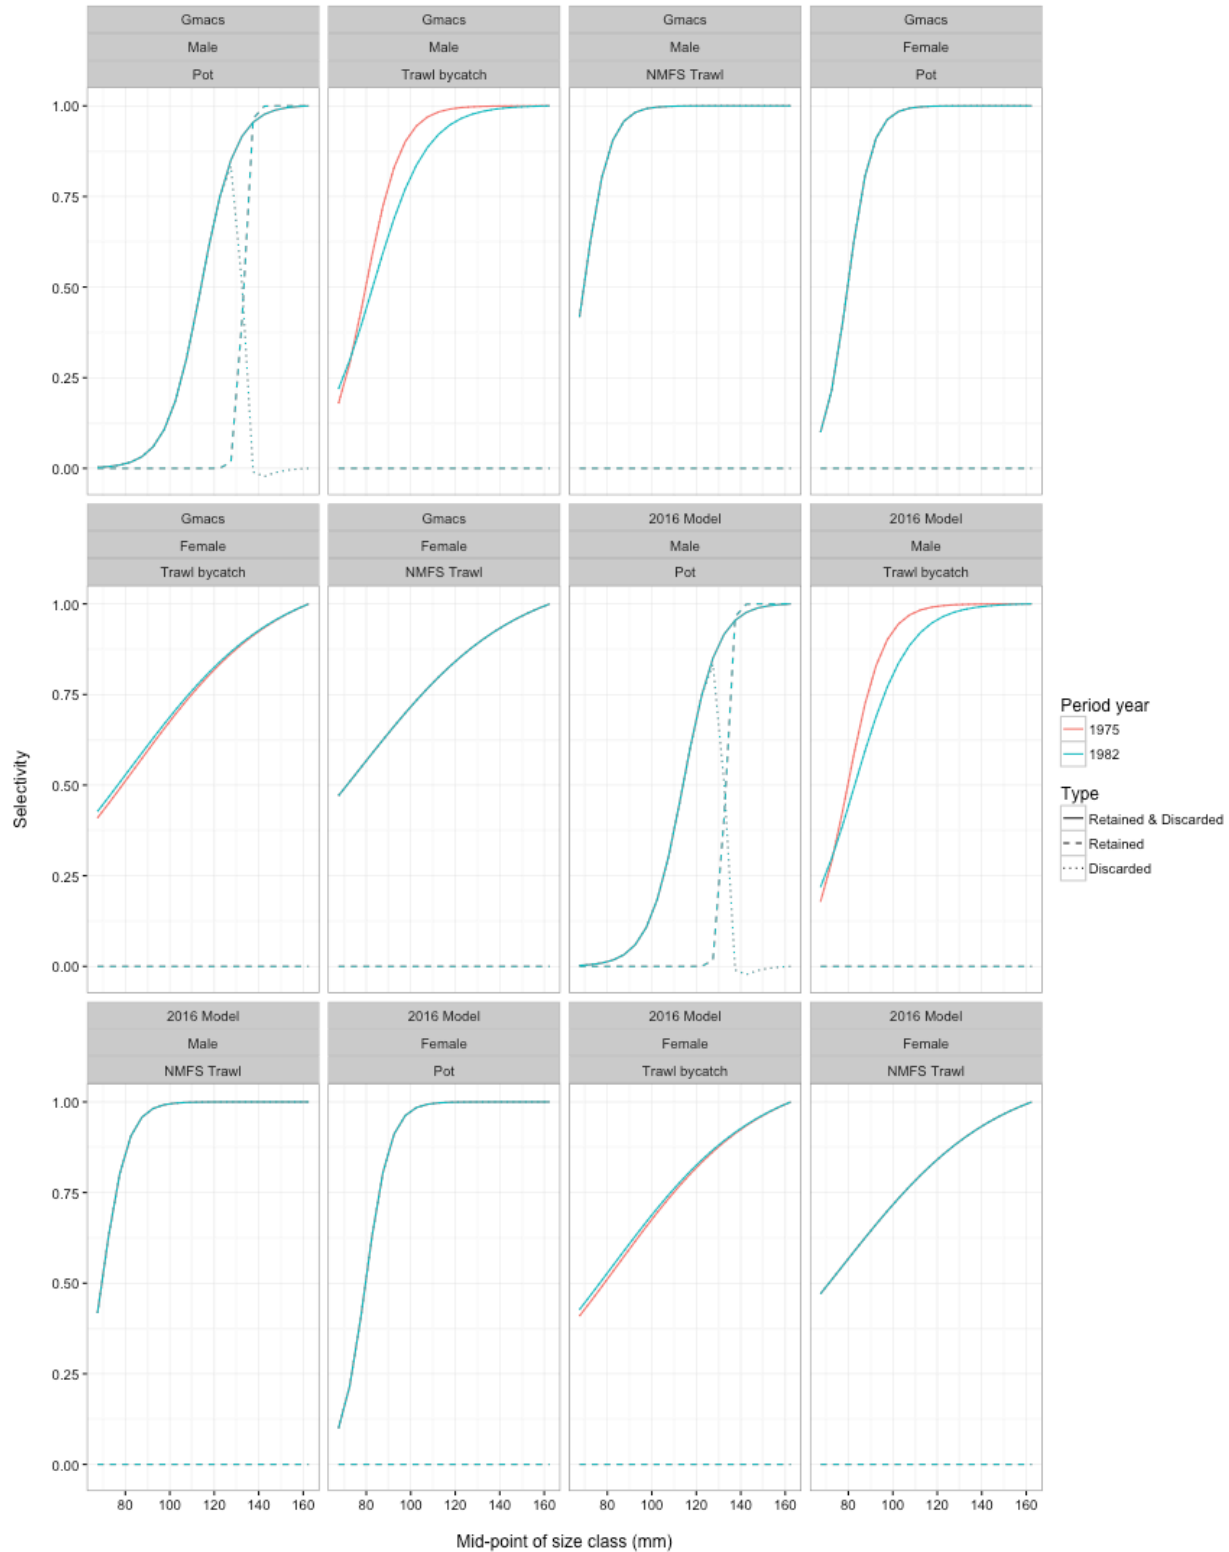 Gmacs Gmacs Gmacs Gmacs
Male Male Male Female
Pot Trawl bycatch NMFS Trawl Pot
1.00
0.75
0.50
0.25
0.00
Gmacs Gmacs 2016 Model 2016 Model
Female Female Male Male
Trawl bycatch NMFS Trawl Pot Trawl bycatch
1.00
0.75
0.50
0.25
0.00
2016 Model 2016 Model 2016 Model 2016 Model
Male Female Female Female
NMFS Trawl Pot Trawl bycatch NMFS Trawl
1.00
0.75
0.50
0.25
0.00
80 100 120 140 160 80 100 120 140 160 80 100 120 140 160 80 100 120 140 160
Mid-point of size class (mm)
Selectivity
Period year
1975
1982
Type
Retained & Discarded
Retained
Discarded